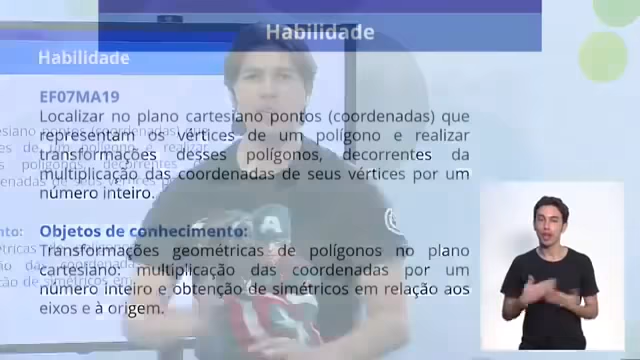 Habilidade
Habilidade
EF07MA19
Localizar no plano cartesiano pontos (coordenadas) que
representam os vértices de um polígono e realizar
transformações desses polígonos, decorrentes da
multiplicação das coordenadas de seus vértices por um
número inteiro.
Objetos de conhecimento:
Transformações geométricas de polígonos no plano
cartesiano: multiplicação das coordenadas por um
número inteiro e obtenção de simétricos em relação aos
eixos e à origem.